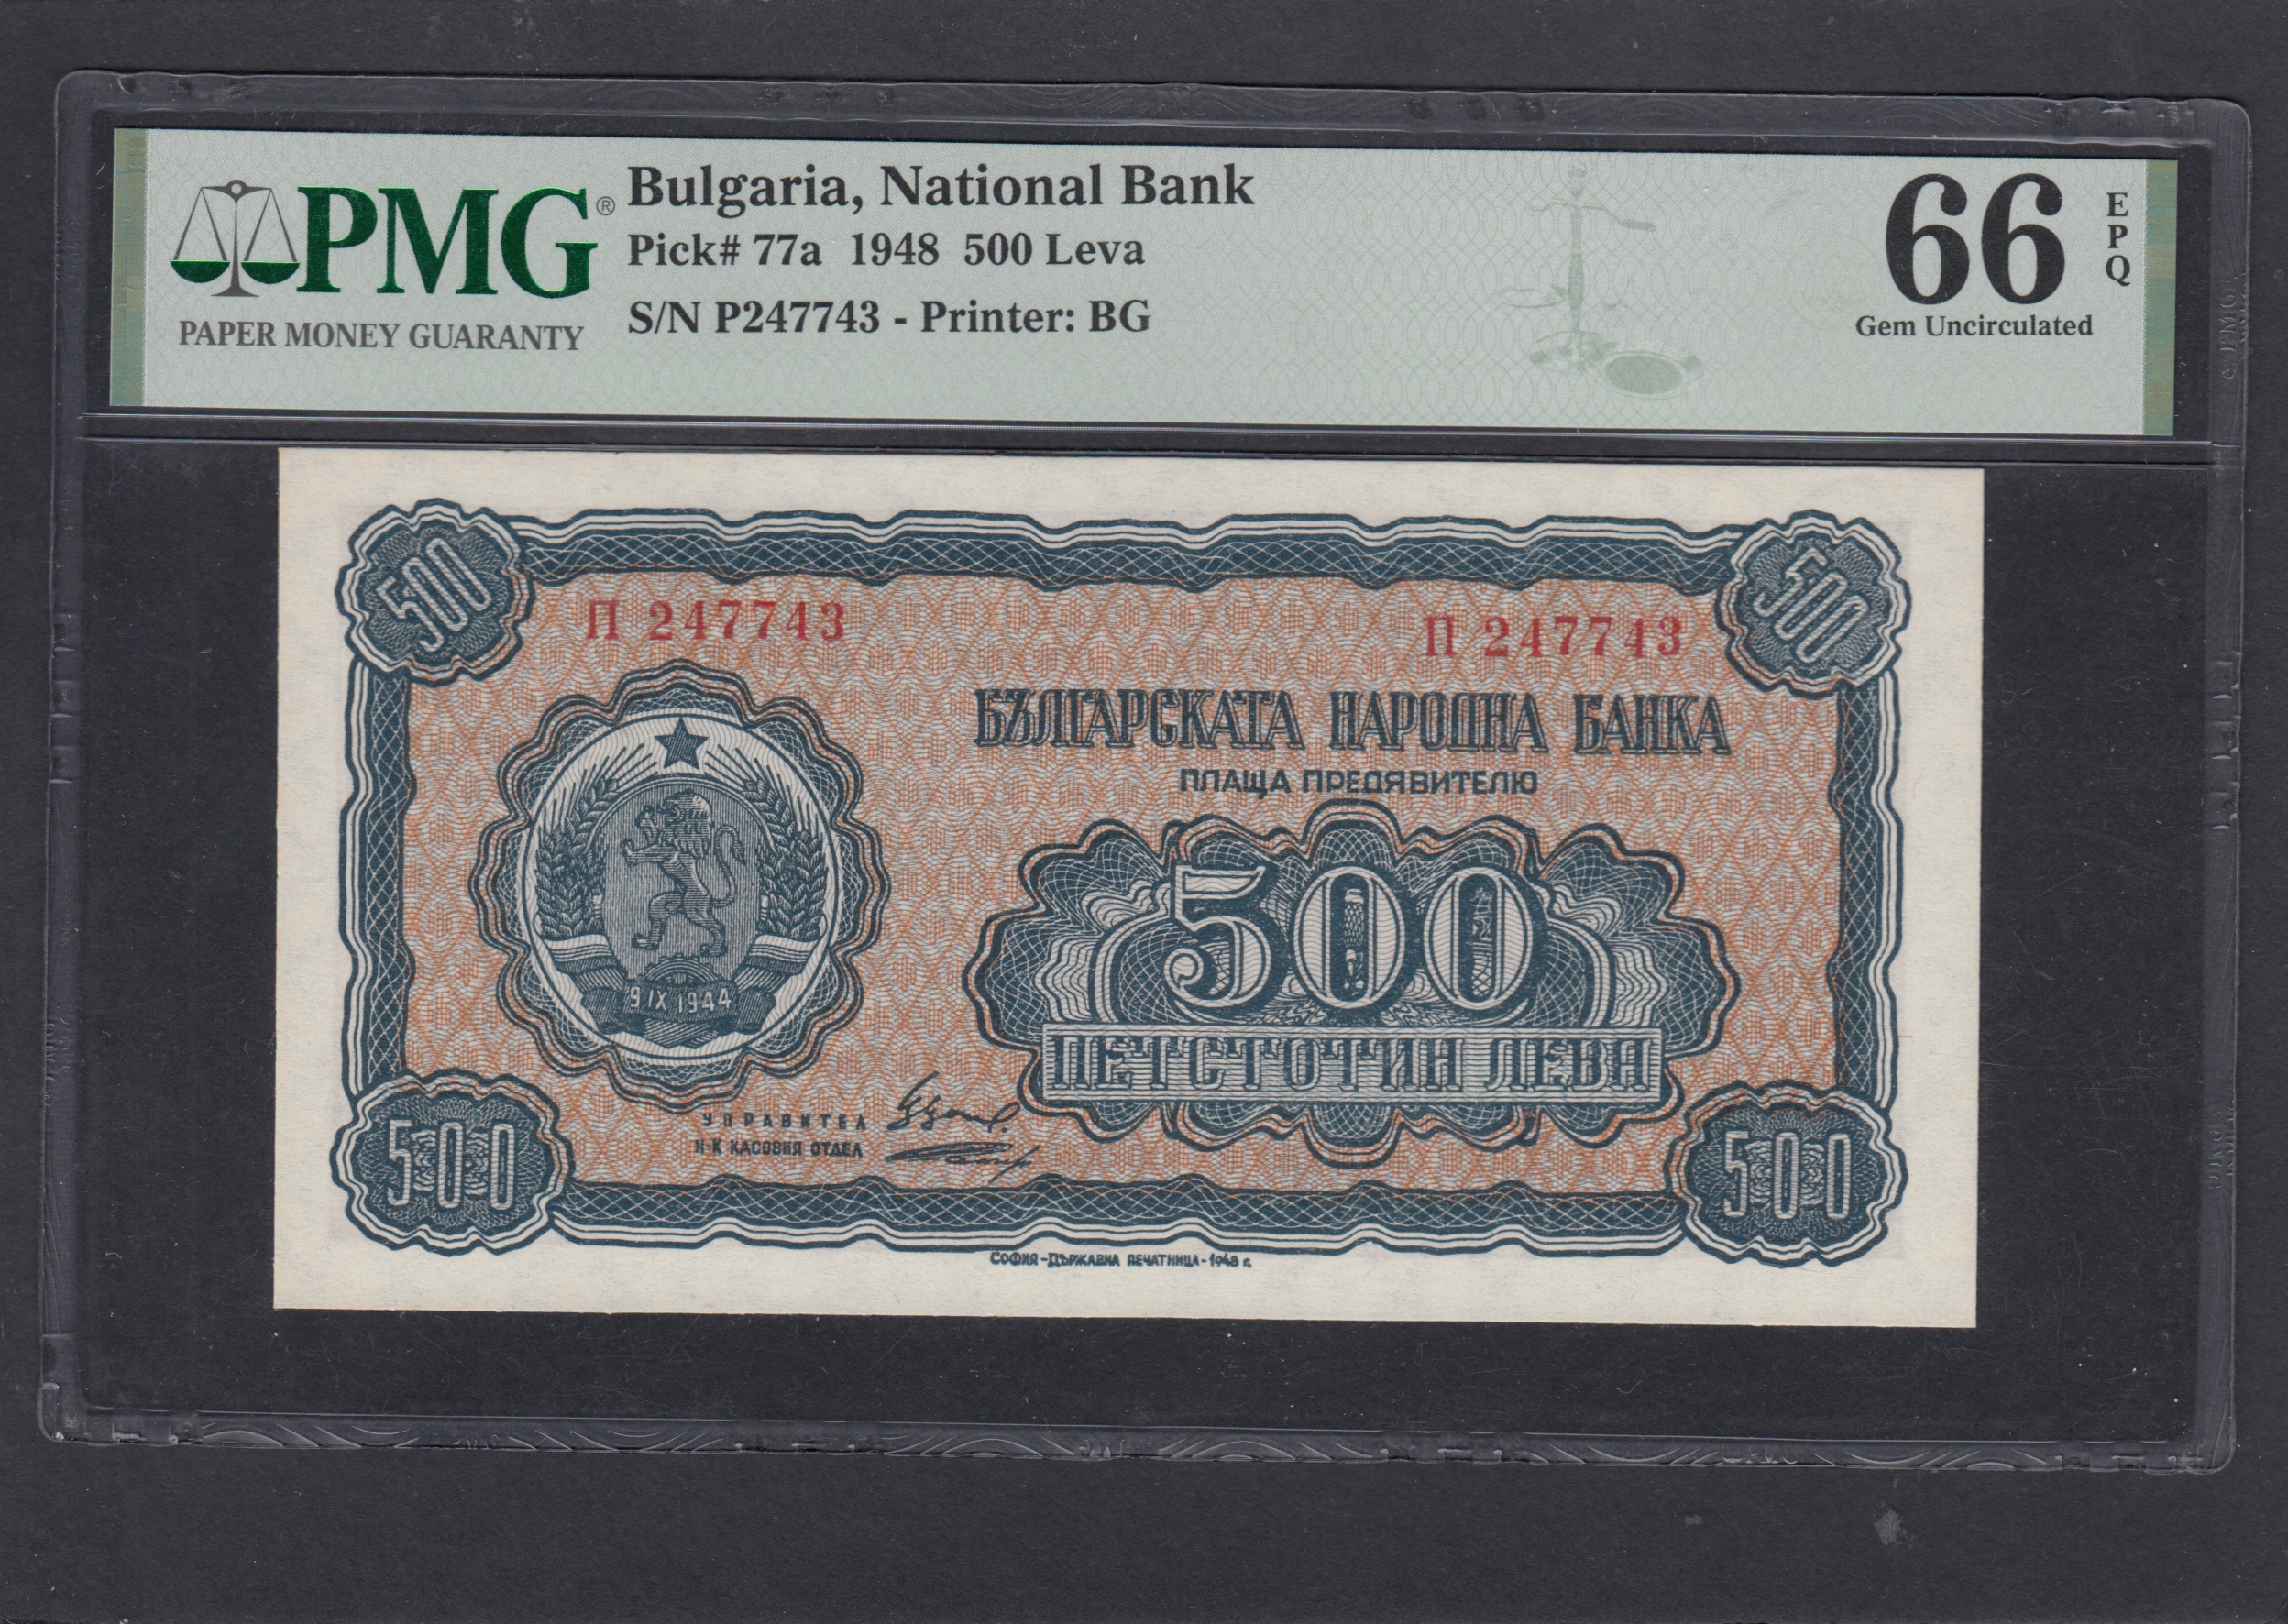 PMG®
PAPER MONEY GUARANTY
Bulgaria, National Bank
Pick# 77a 1948 500 Leva
S/N P247743 - Printer: BG
66
EPQ
Gem Uncirculated
500
500
П 247743
П 247743
БЪЛГАРСКАТА НАРОДНА БАНКА
ПЛАЩА ПРЕДЯВИТЕЛЮ
500
ПЕТСТОТИН ЛЕВА
9 IX 1944
УПРАВИТЕЛ
Н-К КАСОВИЯ ОТДЕЛ
500
500
СОФИЯ-ДЪРЖАВНА ПЕЧАТНИЦА-1948 г.